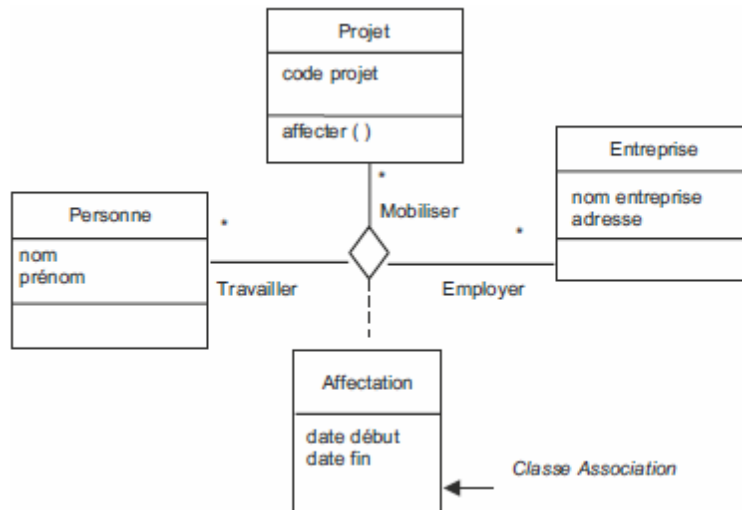 Projet
code projet
affecter ( )
*
Mobiliser
Personne
nom
prénom
*
Travailler
Entreprise
nom entreprise
adresse
*
Employer
Affectation
date début
date fin
Classe Association